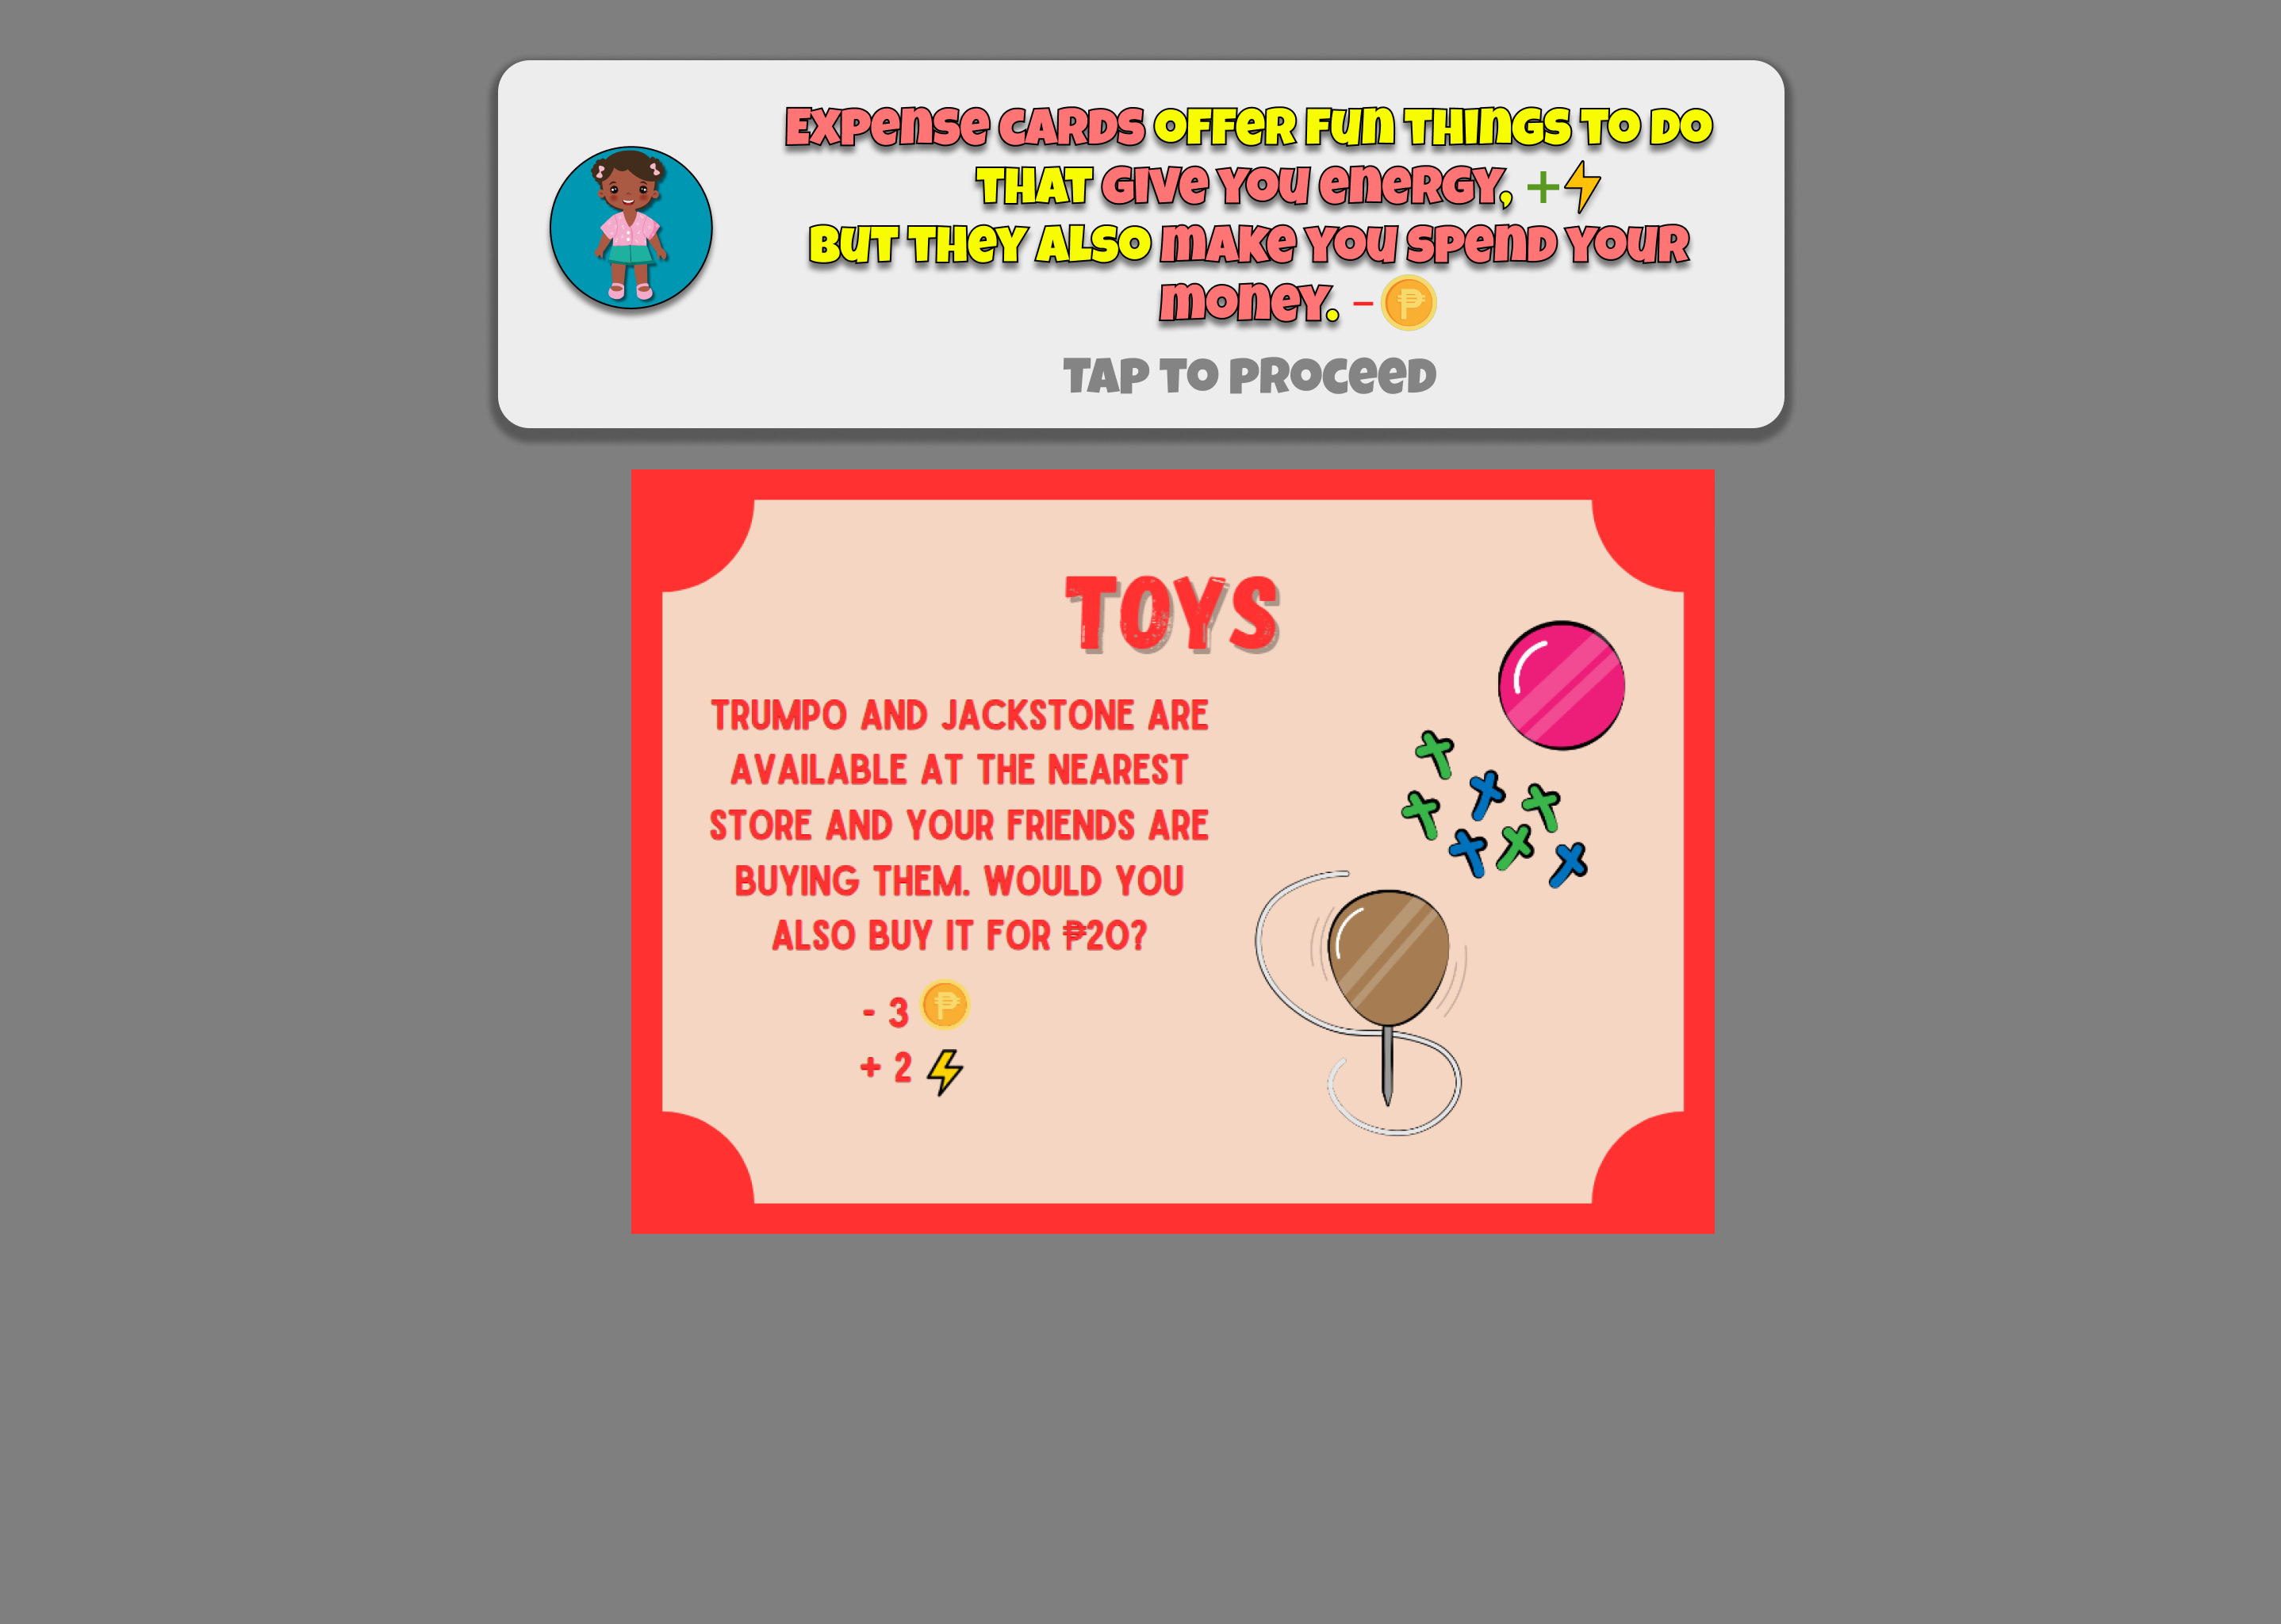 EXPENSE CARDS OFFER FUN THINGS TO DO
THAT GIVE YOU ENERGY, +
BUT THEY ALSO MAKE YOU SPEND YOUR
MONEY. - ₱
TAP TO PROCEED
TOYS
TRUMPO AND JACKSTONE ARE
AVAILABLE AT THE NEAREST
STORE AND YOUR FRIENDS ARE
BUYING THEM. WOULD YOU
ALSO BUY IT FOR ₱20?
- 3 ₱
+ 2